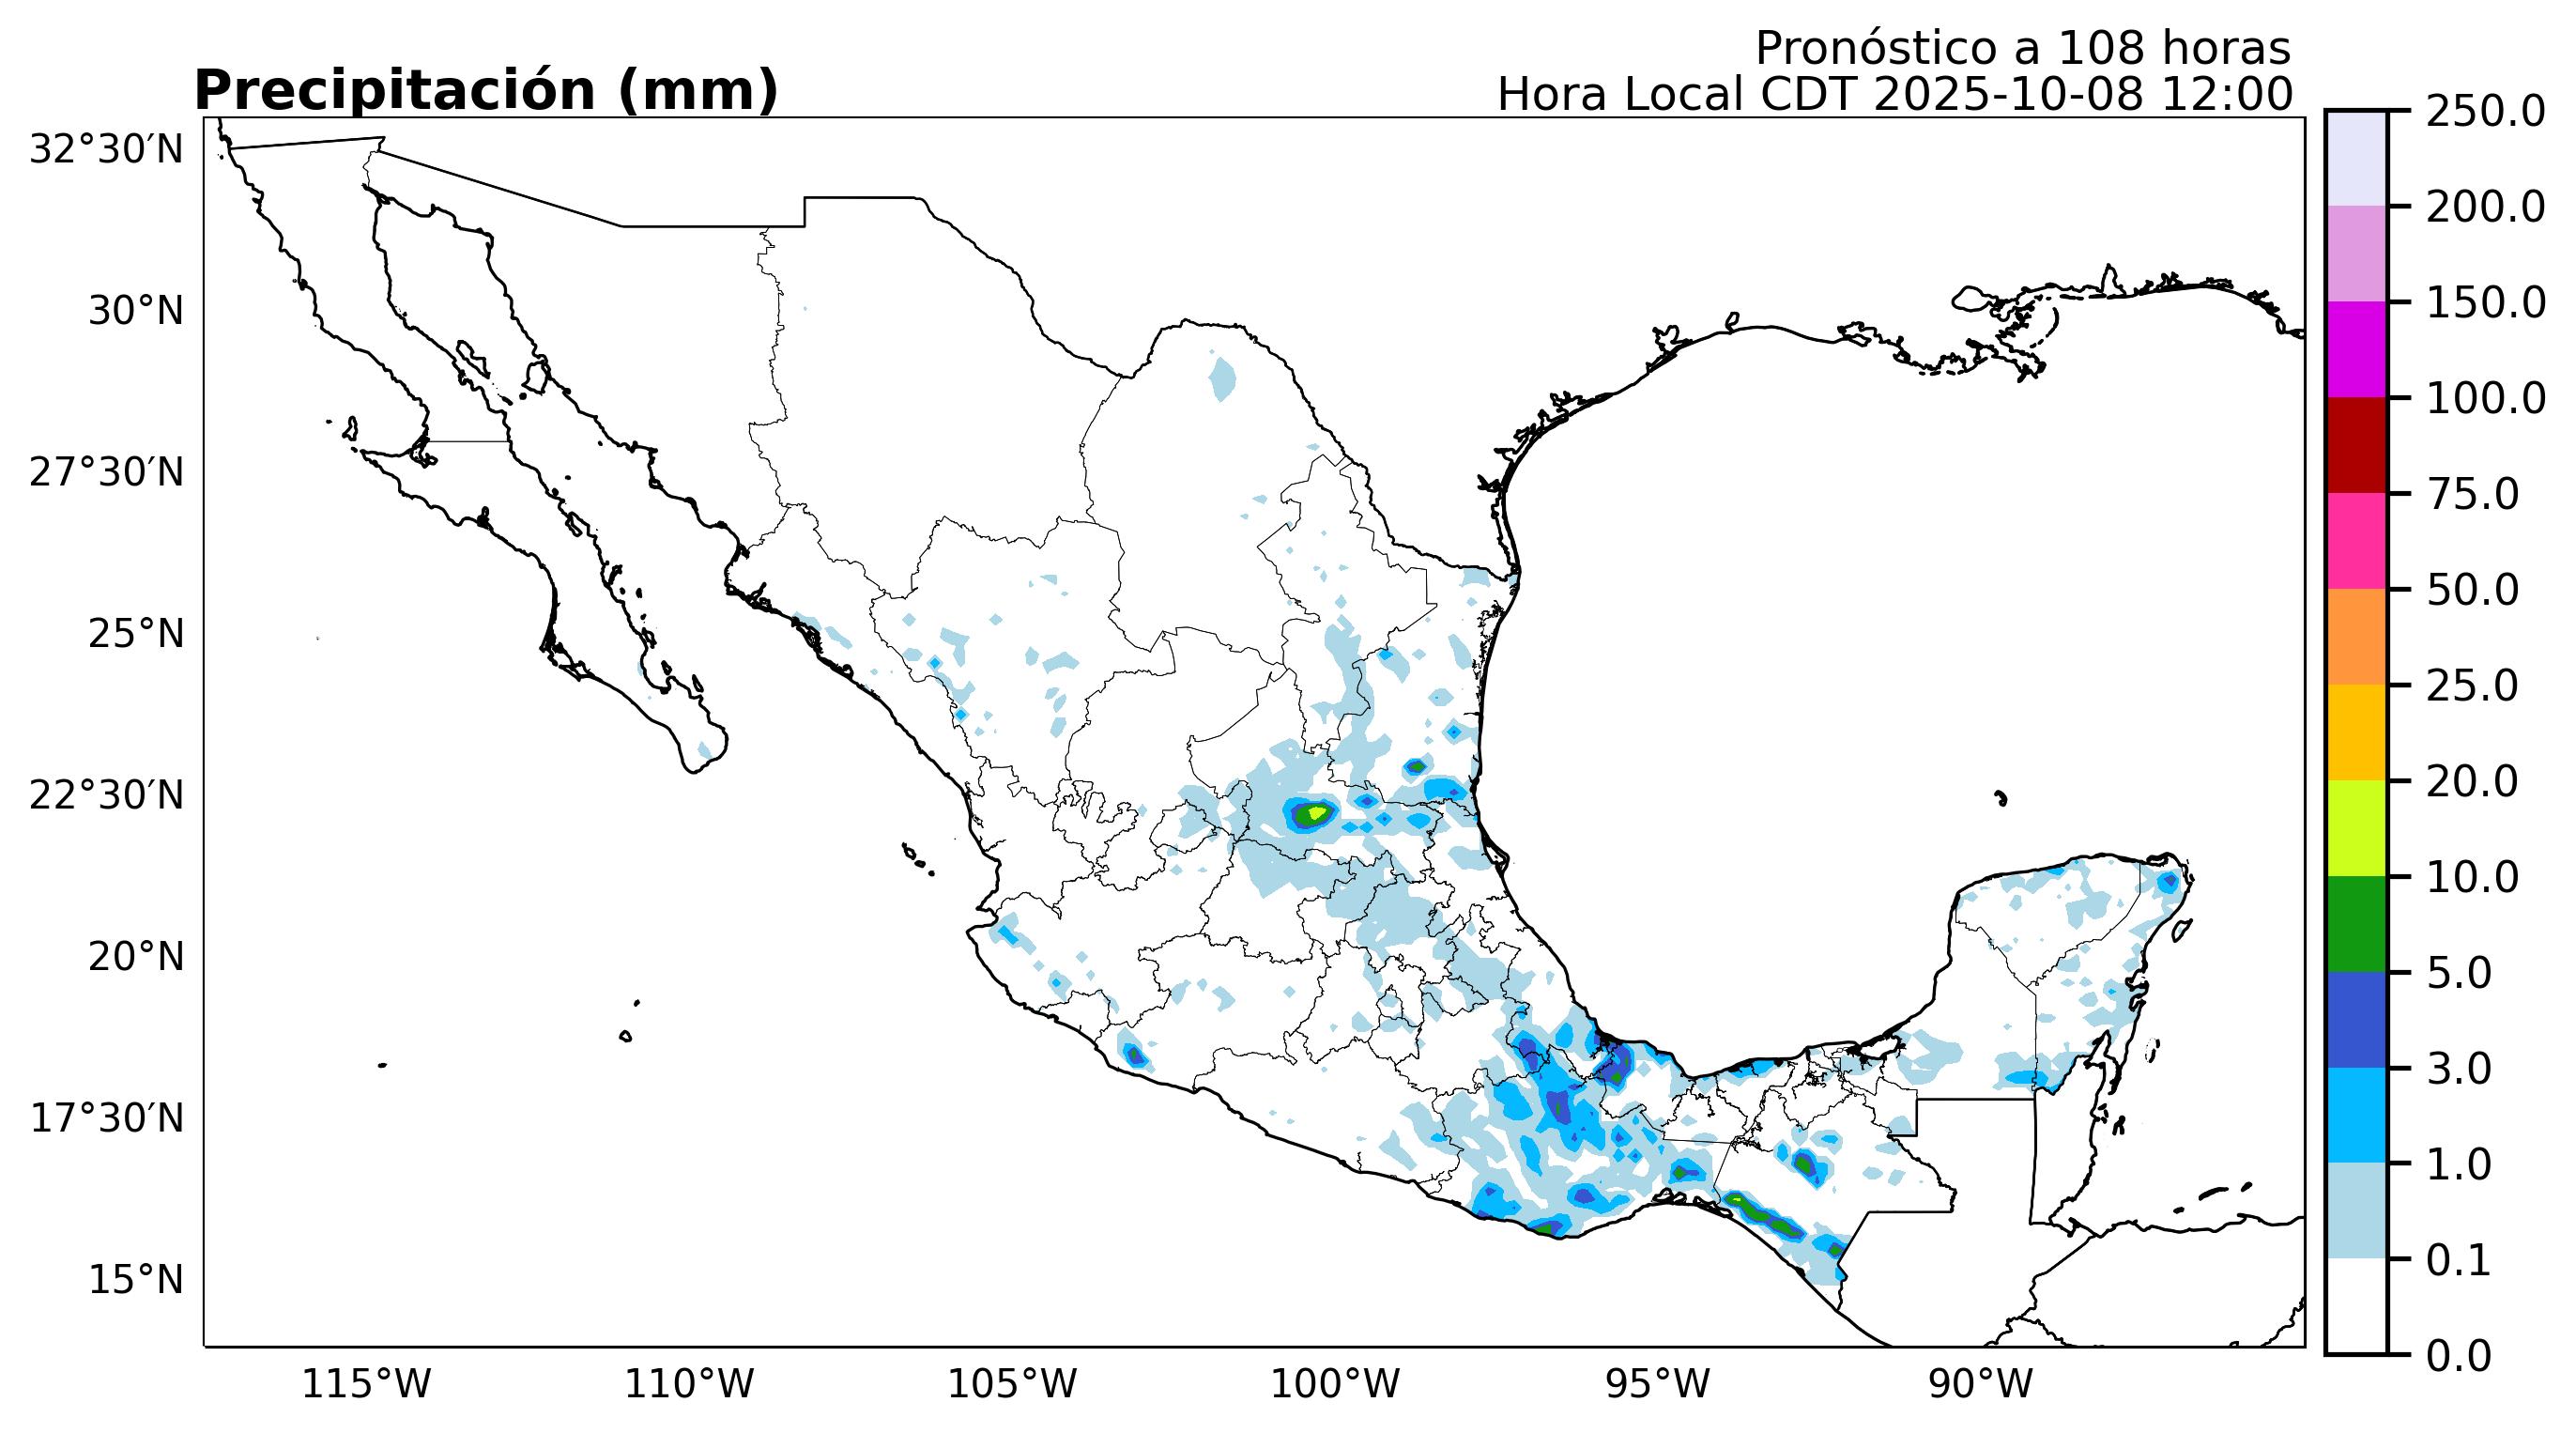 Pronóstico a 108 horas
Precipitación (mm)
Hora Local CDT 2025-10-08 12:00
32°30′N
30°N
27°30′N
25°N
22°30′N
20°N
17°30′N
15°N
115°W
110°W
105°W
100°W
95°W
90°W
250.0
200.0
150.0
100.0
75.0
50.0
25.0
20.0
10.0
5.0
3.0
1.0
0.1
0.0